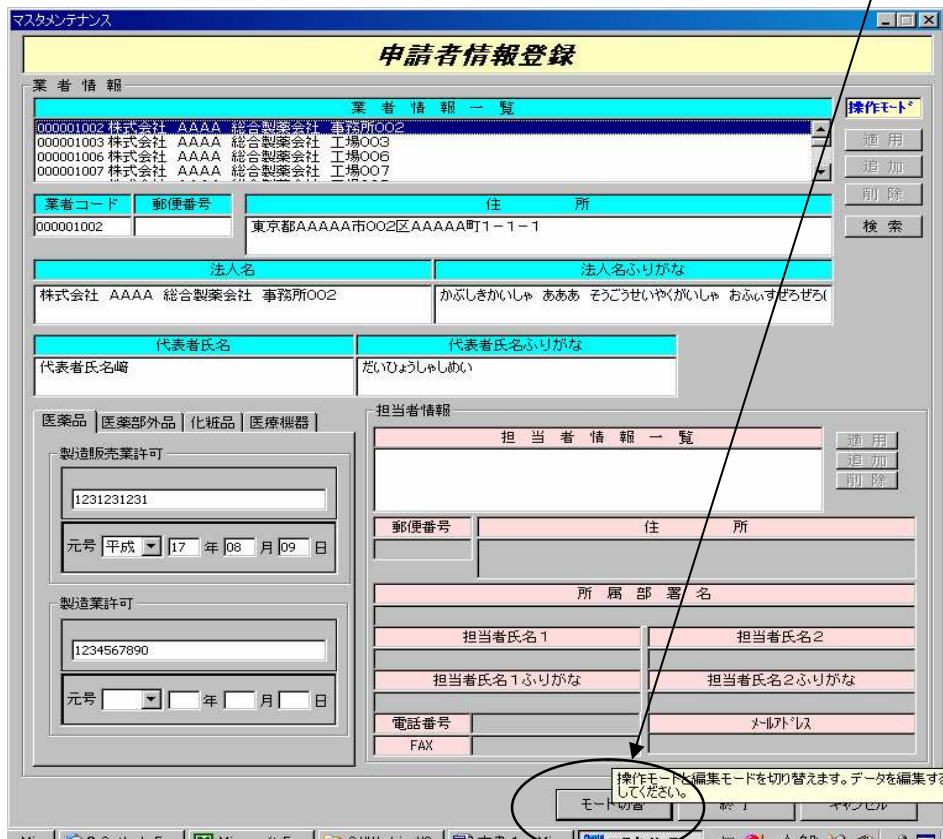 マスタメンテナンス
申請者情報登録
業者情報
業者情報一覧
操作モード
000001002 株式会社 AAAA 総合製薬会社 事務所002
000001003 株式会社 AAAA 総合製薬会社 工場003
000001006 株式会社 AAAA 総合製薬会社 工場006
000001007 株式会社 AAAA 総合製薬会社 工場007
適用
追加
削除
検索
業者コード 郵便番号 住所
000001002 東京都AAAAA市002区AAAAA町1-1-1
法人名 法人名ふりがな
株式会社 AAAA 総合製薬会社 事務所002 かぶしきかいしゃ あああ そうごうせいやくがいしゃ おふぃすぜろぜろ(
代表者氏名 代表者氏名ふりがな
代表者氏名﨑 だいひょうしゃしめい
医薬品 医薬部外品 化粧品 医療機器
製造販売業許可
1231231231
元号 平成 17 年 08 月 09 日
製造業許可
1234567890
元号 年 月 日
担当者情報
担当者情報一覧
適用
追加
削除
郵便番号 住所
所属部署名
担当者氏名1 担当者氏名2
担当者氏名1ふりがな 担当者氏名2ふりがな
電話番号 メールアドレス
FAX
操作モードと編集モードを切り替えます。データを編集す
してください。
モード切替 終了 キャンセル